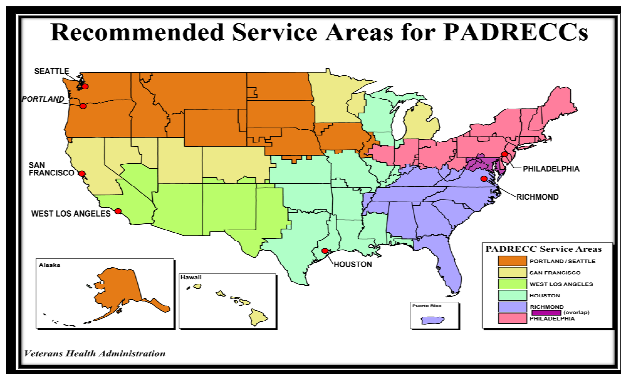 Recommended Service Areas for PADRECCs
SEATTLE
PORTLAND
SAN
FRANCISCO
WEST LOS ANGELES
PHILADELPHIA
RICHMOND
HOUSTON
Alaska
Hawaii
Puerto Rico
PADRECC Service Areas
PORTLAND/SEATTLE
SAN FRANCISCO
WEST LOS ANGELES
HOUSTON
RICHMOND
(overlap)
PHILADELPHIA
Veterans Health Administration